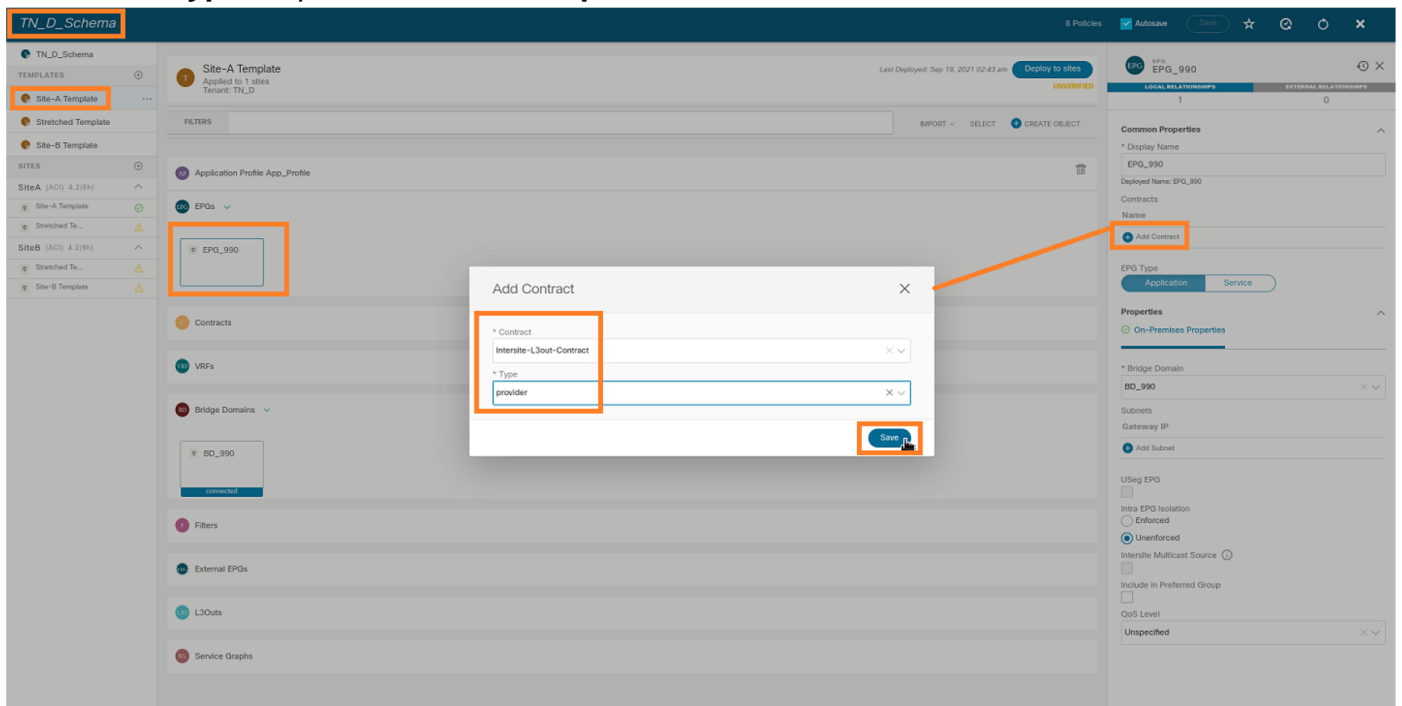 TN_D_Schema
8 Policies
Autosave
Save
TN_D_Schema
TEMPLATES
Site-A Template
Stretched Template
Site-B Template
SITES
SiteA (ACI) 4.2(6h)
Site-A Template
Stretched Te...
SiteB (ACI) 4.2(6h)
Stretched Te...
Site-B Template
T
Site-A Template
Applied to 1 sites
Tenant: TN_D
Last Deployed: Sep 19, 2021 02:43 am
Deploy to sites
UNVERIFIED
FILTERS
IMPORT
SELECT
CREATE OBJECT
AP
Application Profile App_Profile
EPG
EPGs
EPG_990
Contracts
VRF
VRFs
BD
Bridge Domains
BD_990
connected
Filters
External EPGs
L3O
L3Outs
SG
Service Graphs
Add Contract
* Contract
Intersite-L3out-Contract
* Type
provider
Save
EPG
EPG
EPG_990
LOCAL RELATIONSHIPS
EXTERNAL RELATIONSHIPS
1
0
Common Properties
* Display Name
EPG_990
Deployed Name: EPG_990
Contracts
Name
Add Contract
EPG Type
Application
Service
Properties
On-Premises Properties
* Bridge Domain
BD_990
Subnets
Gateway IP
Add Subnet
USeg EPG
Intra EPG Isolation
Enforced
Unenforced
Intersite Multicast Source
Include in Preferred Group
QoS Level
Unspecified